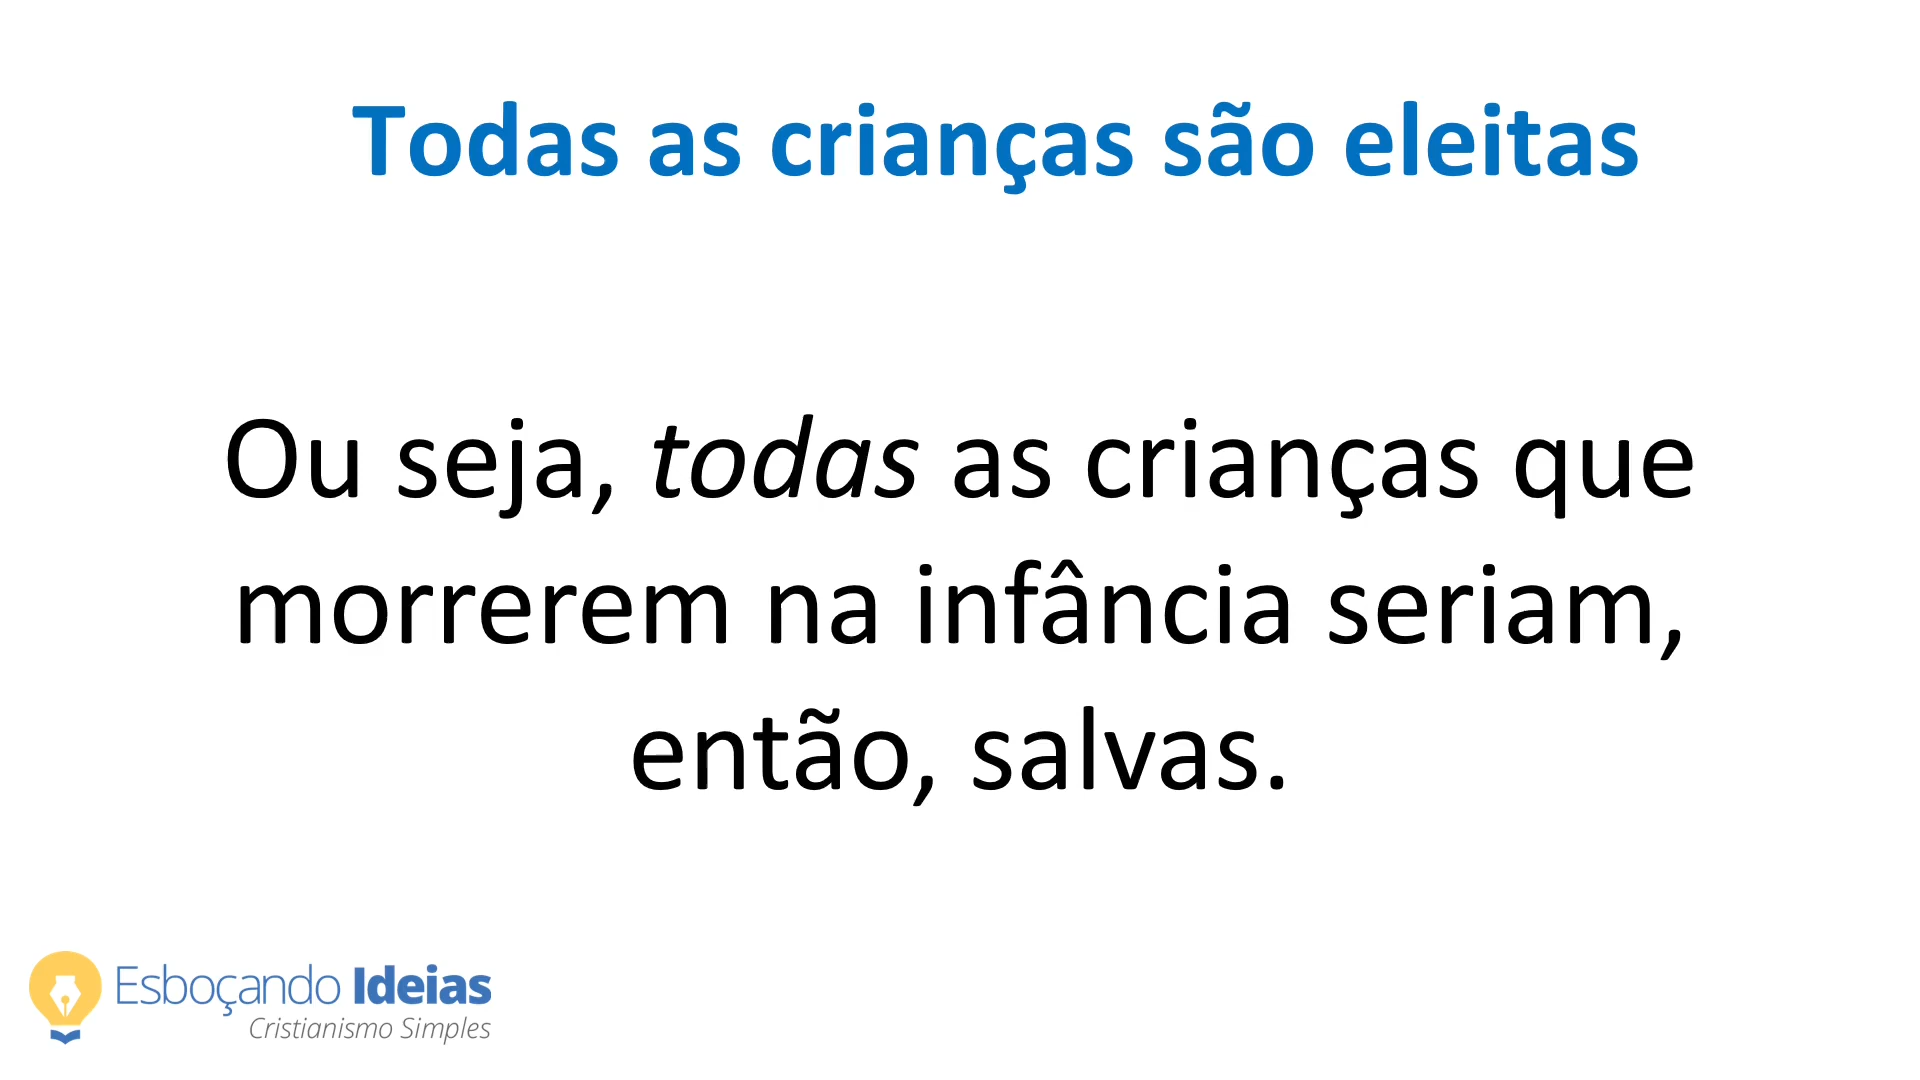 Todas as crianças são eleitas
Ou seja, todas as crianças que
morrerem na infância seriam,
então, salvas.
Esboçando Ideias
Cristianismo Simples